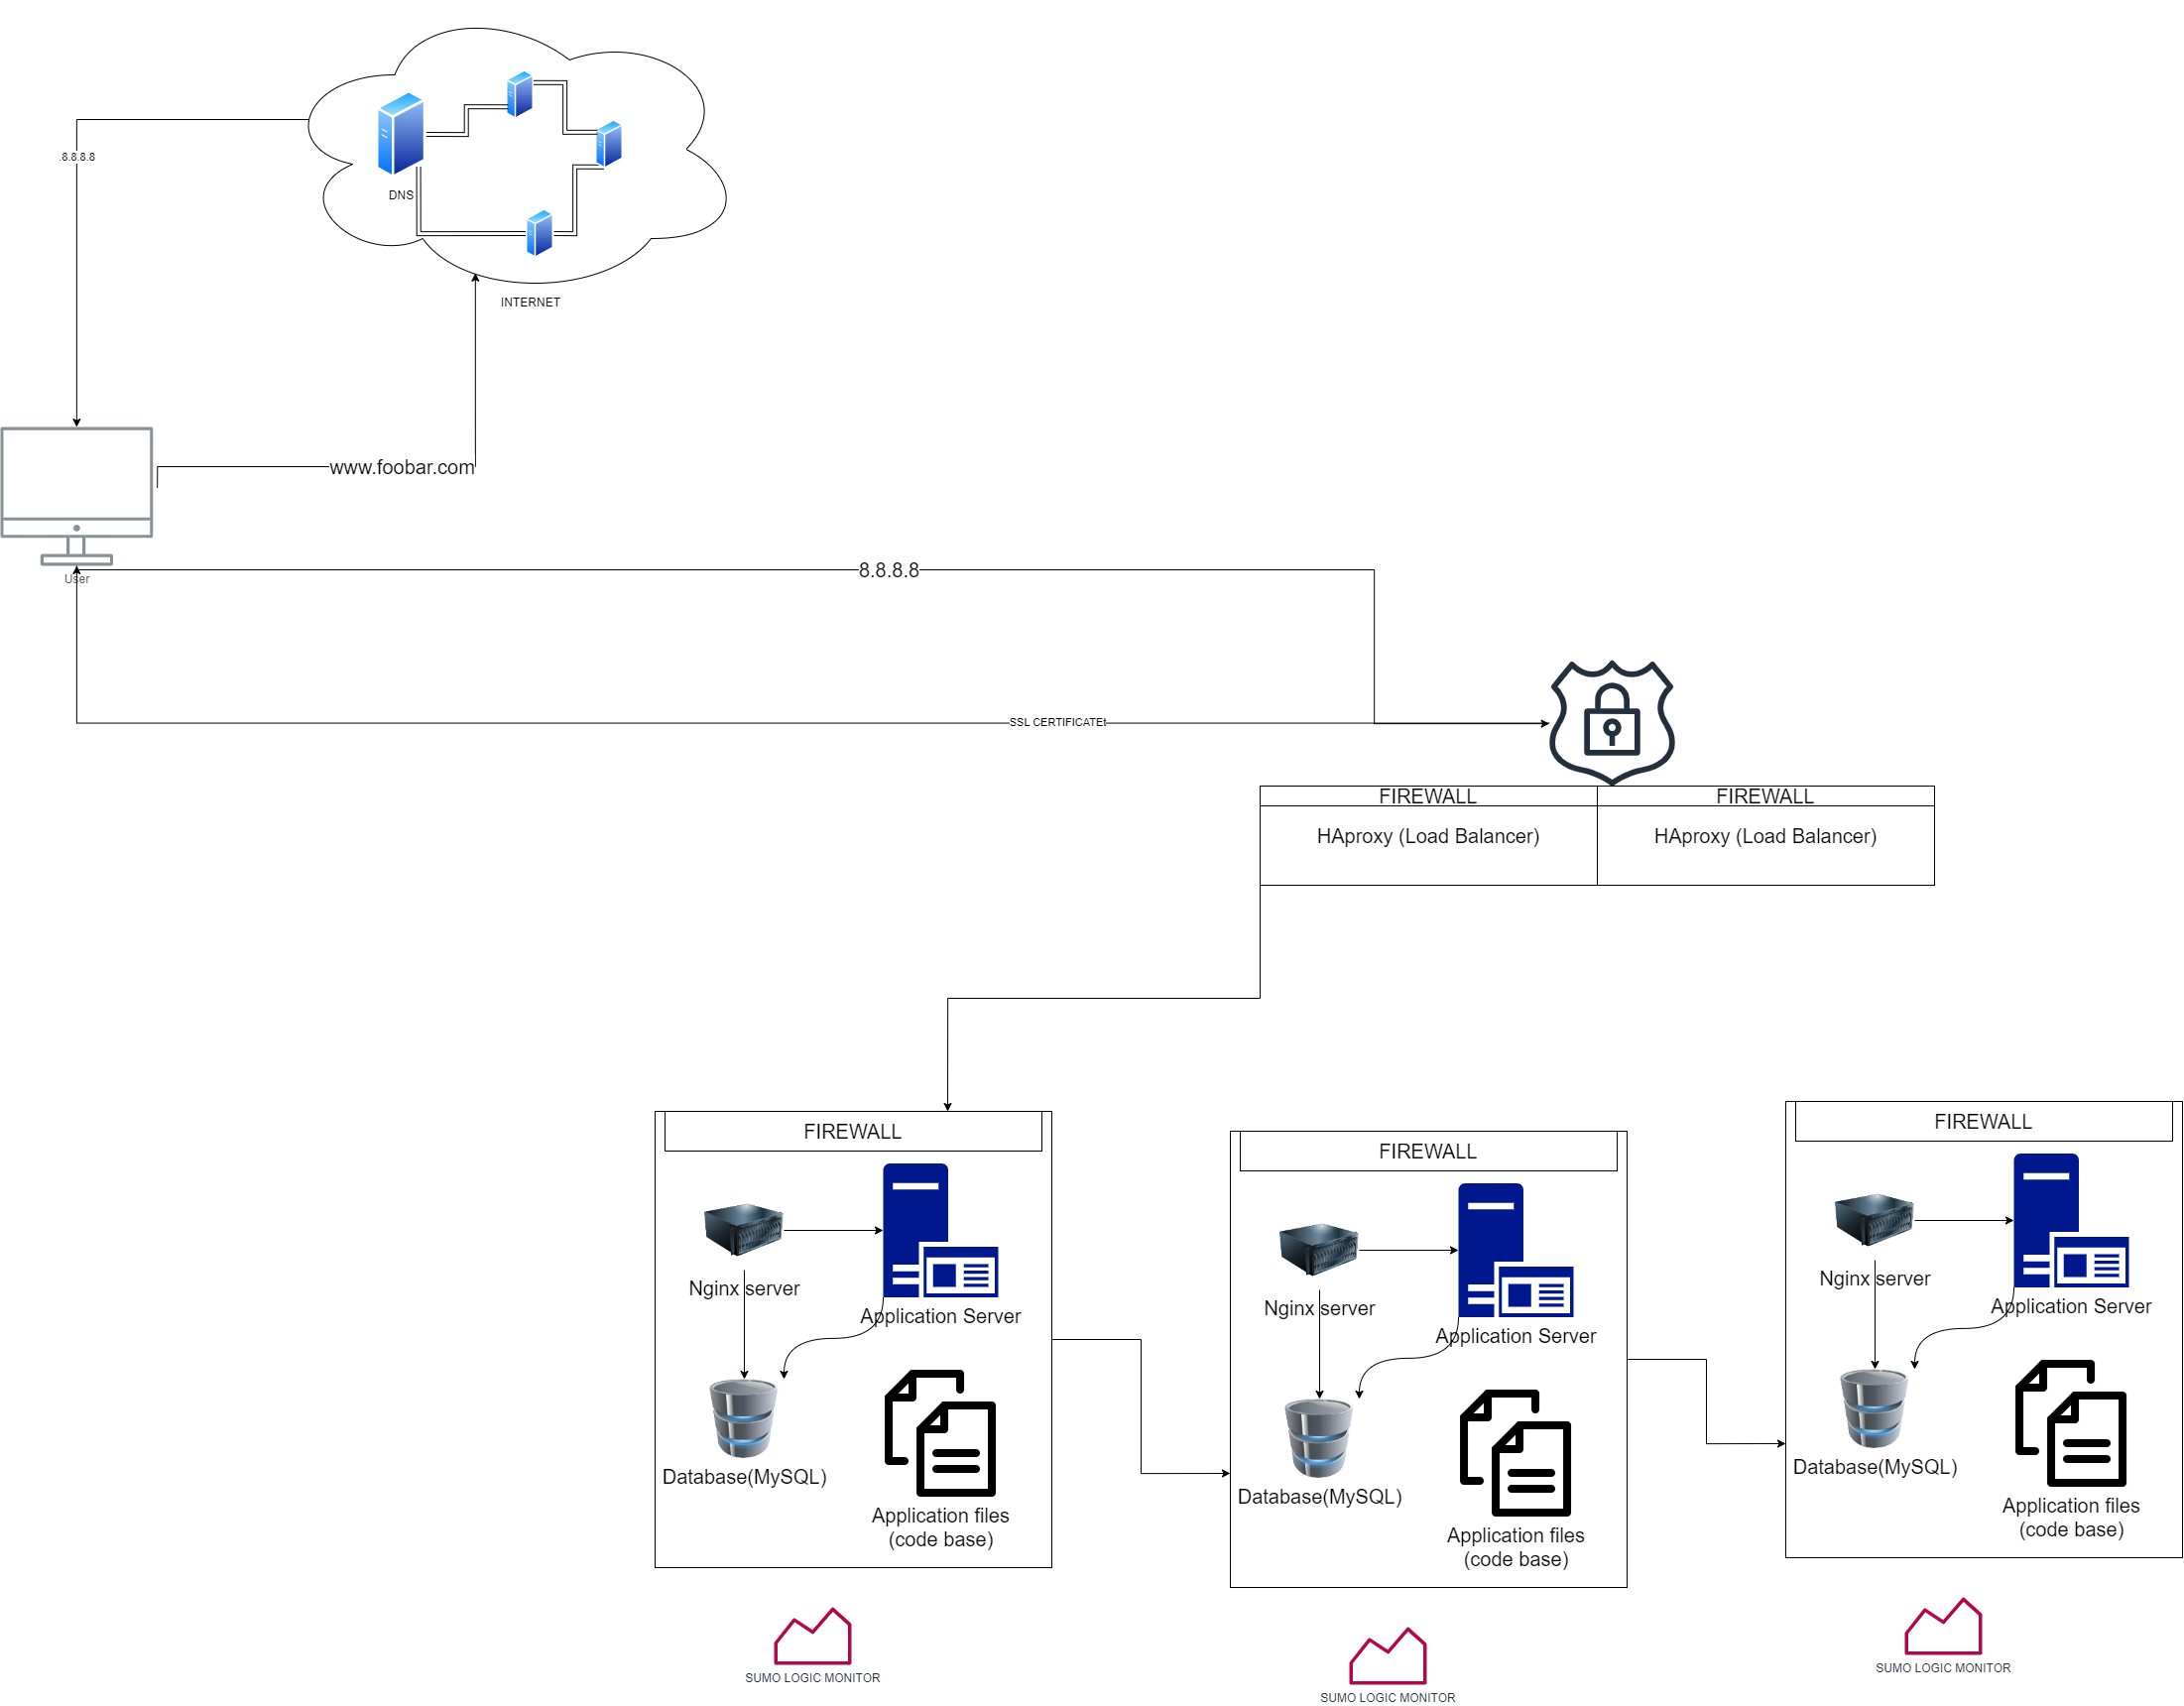 .8.8.8.8
DNS
INTERNET
www.foobar.com
User
8.8.8.8
SSL CERTIFICATEt
FIREWALL
FIREWALL
HAproxy (Load Balancer)
HAproxy (Load Balancer)
FIREWALL
Nginx server
Application Server
Database(MySQL)
Application files
(code base)
SUMO LOGIC MONITOR
FIREWALL
Nginx server
Application Server
Database(MySQL)
Application files
(code base)
SUMO LOGIC MONITOR
FIREWALL
Nginx server
Application Server
Database(MySQL)
Application files
(code base)
SUMO LOGIC MONITOR